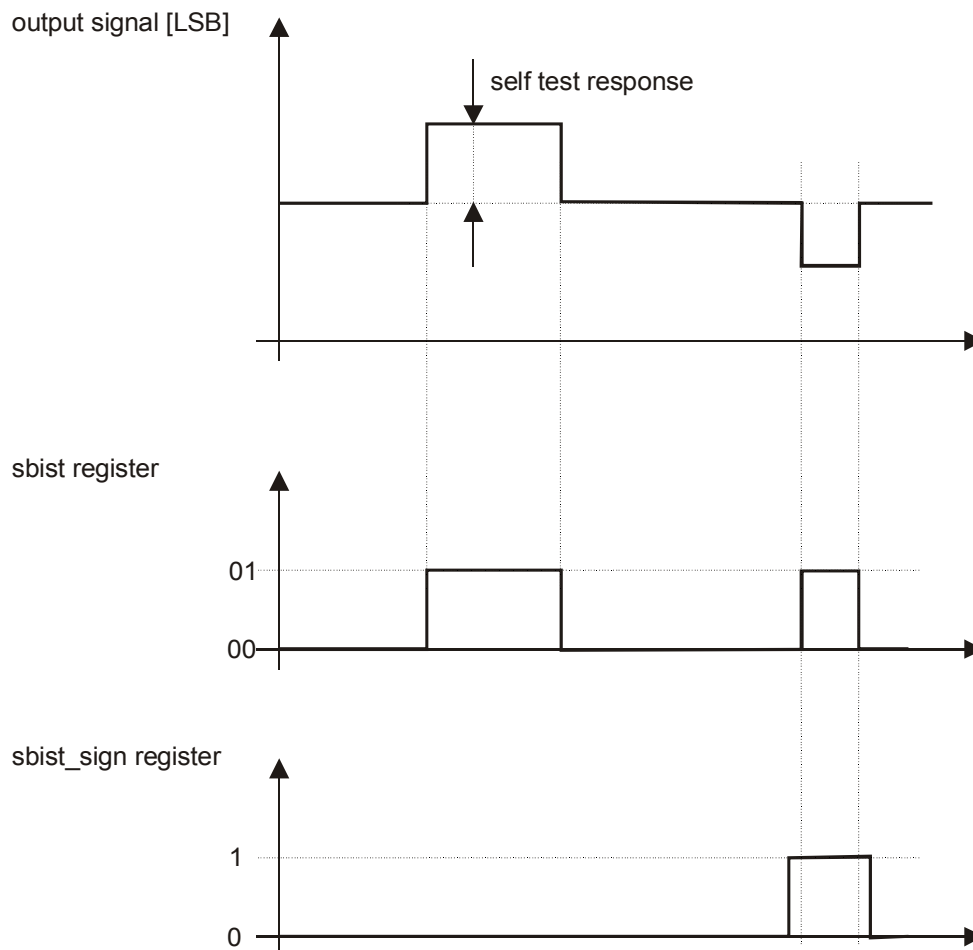 output signal [LSB]
self test response
sbist register
01
00
sbist_sign register
1
0